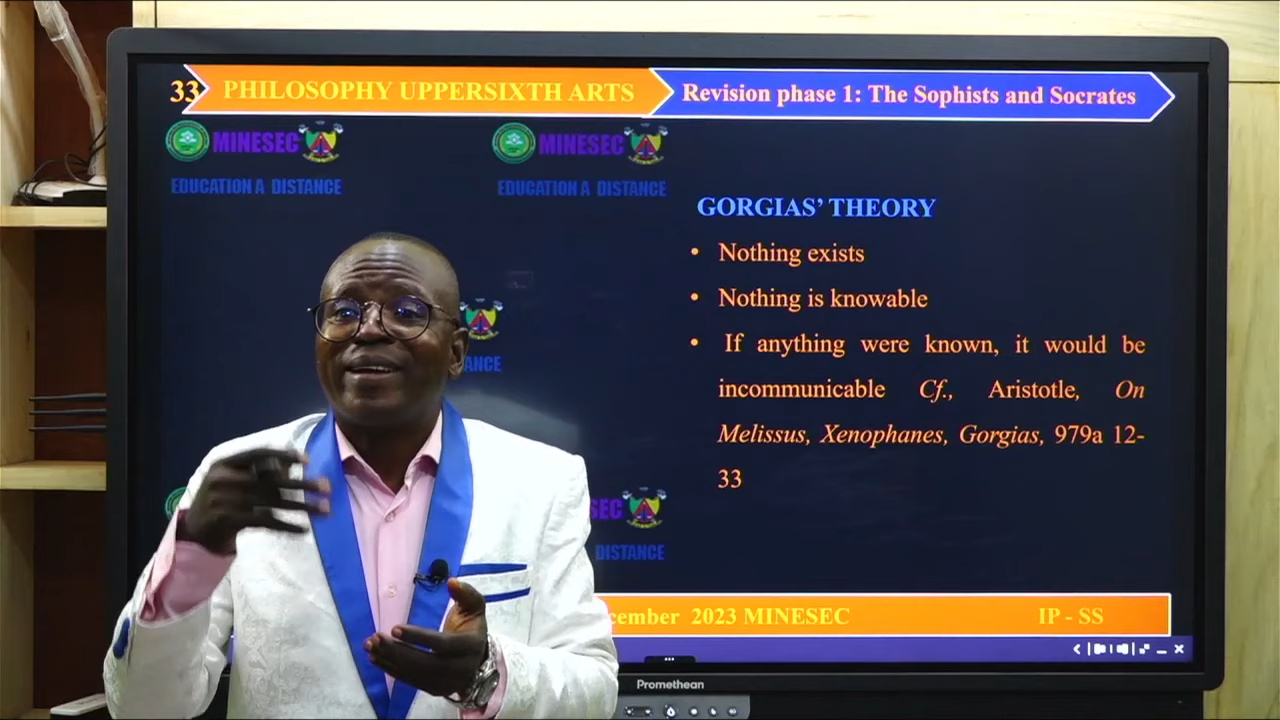 33 PHILOSOPHY UPPERSIXTH ARTS Revision phase 1: The Sophists and Socrates
MINESEC MINESEC
EDUCATION A DISTANCE EDUCATION A DISTANCE
GORGIAS' THEORY
• Nothing exists
• Nothing is knowable
• If anything were known, it would be
incommunicable Cf., Aristotle, On
Melissus, Xenophanes, Gorgias, 979a 12-
33
ANCE
SEC
DISTANCE
cember 2023 MINESEC IP - SS
Promethean